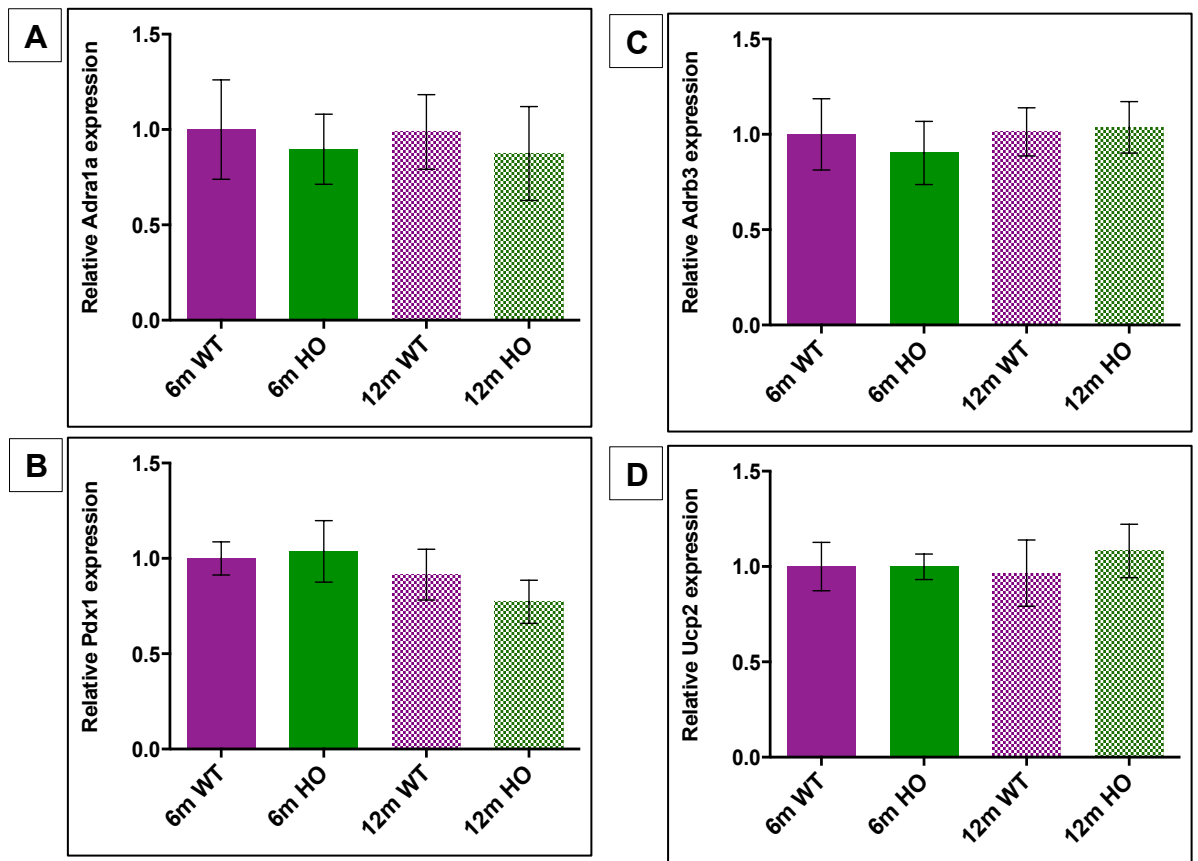 A
Relative Adra1a expression
1.5
1.0
0.5
0.0
6m WT
6m HO
12m WT
12m HO
B
Relative Pdx1 expression
1.5
1.0
0.5
0.0
6m WT
6m HO
12m WT
12m HO
C
Relative Adrb3 expression
1.5
1.0
0.5
0.0
6m WT
6m HO
12m WT
12m HO
D
Relative Ucp2 expression
1.5
1.0
0.5
0.0
6m WT
6m HO
12m WT
12m HO